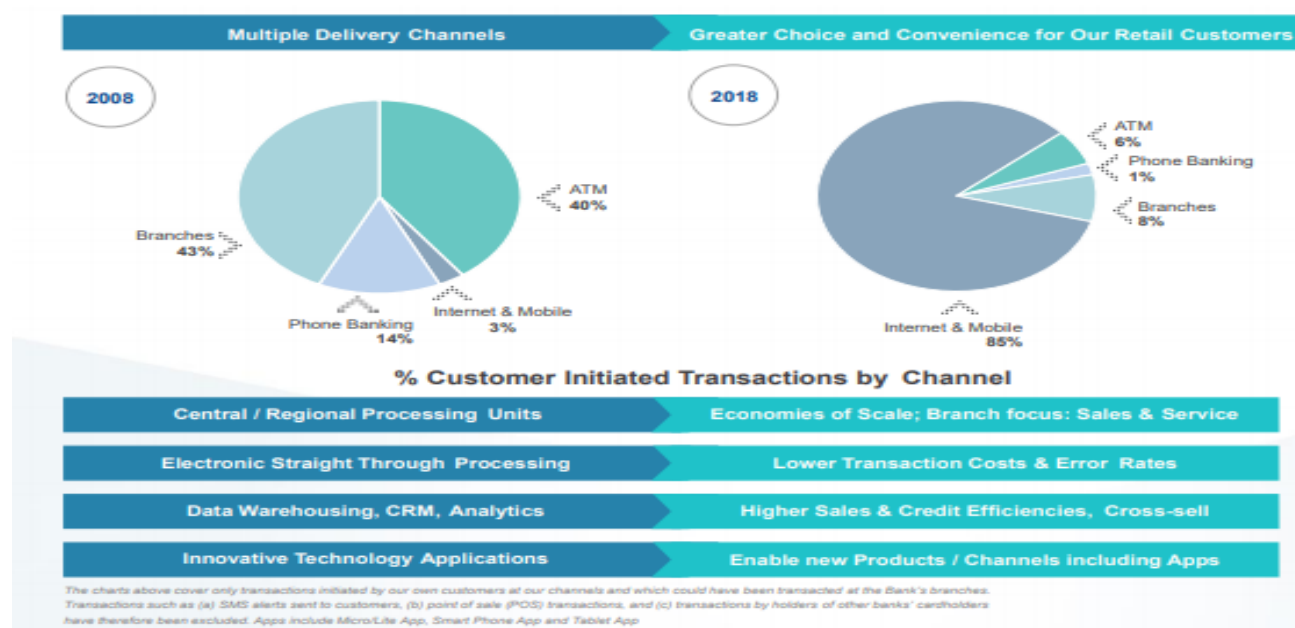 Multiple Delivery Channels
Greater Choice and Convenience for Our Retail Customers
2008
ATM
40%
Branches
43%
Internet & Mobile
3%
Phone Banking
14%
2018
ATM
6%
Phone Banking
1%
Branches
8%
Internet & Mobile
85%
% Customer Initiated Transactions by Channel
Central / Regional Processing Units
Economies of Scale; Branch focus: Sales & Service
Electronic Straight Through Processing
Lower Transaction Costs & Error Rates
Data Warehousing, CRM, Analytics
Higher Sales & Credit Efficiencies, Cross-sell
Innovative Technology Applications
Enable new Products / Channels including Apps
The charts above cover only transactions initiated by our own customers at our channels and which could have been transacted at the Bank's branches.
Transactions such as (a) SMS alerts sent to customers, (b) point of sale (POS) transactions, and (c) transactions by holders of other banks' cardholders
have therefore been excluded. Apps include Micro/Lite App, Smart Phone App and Tablet App